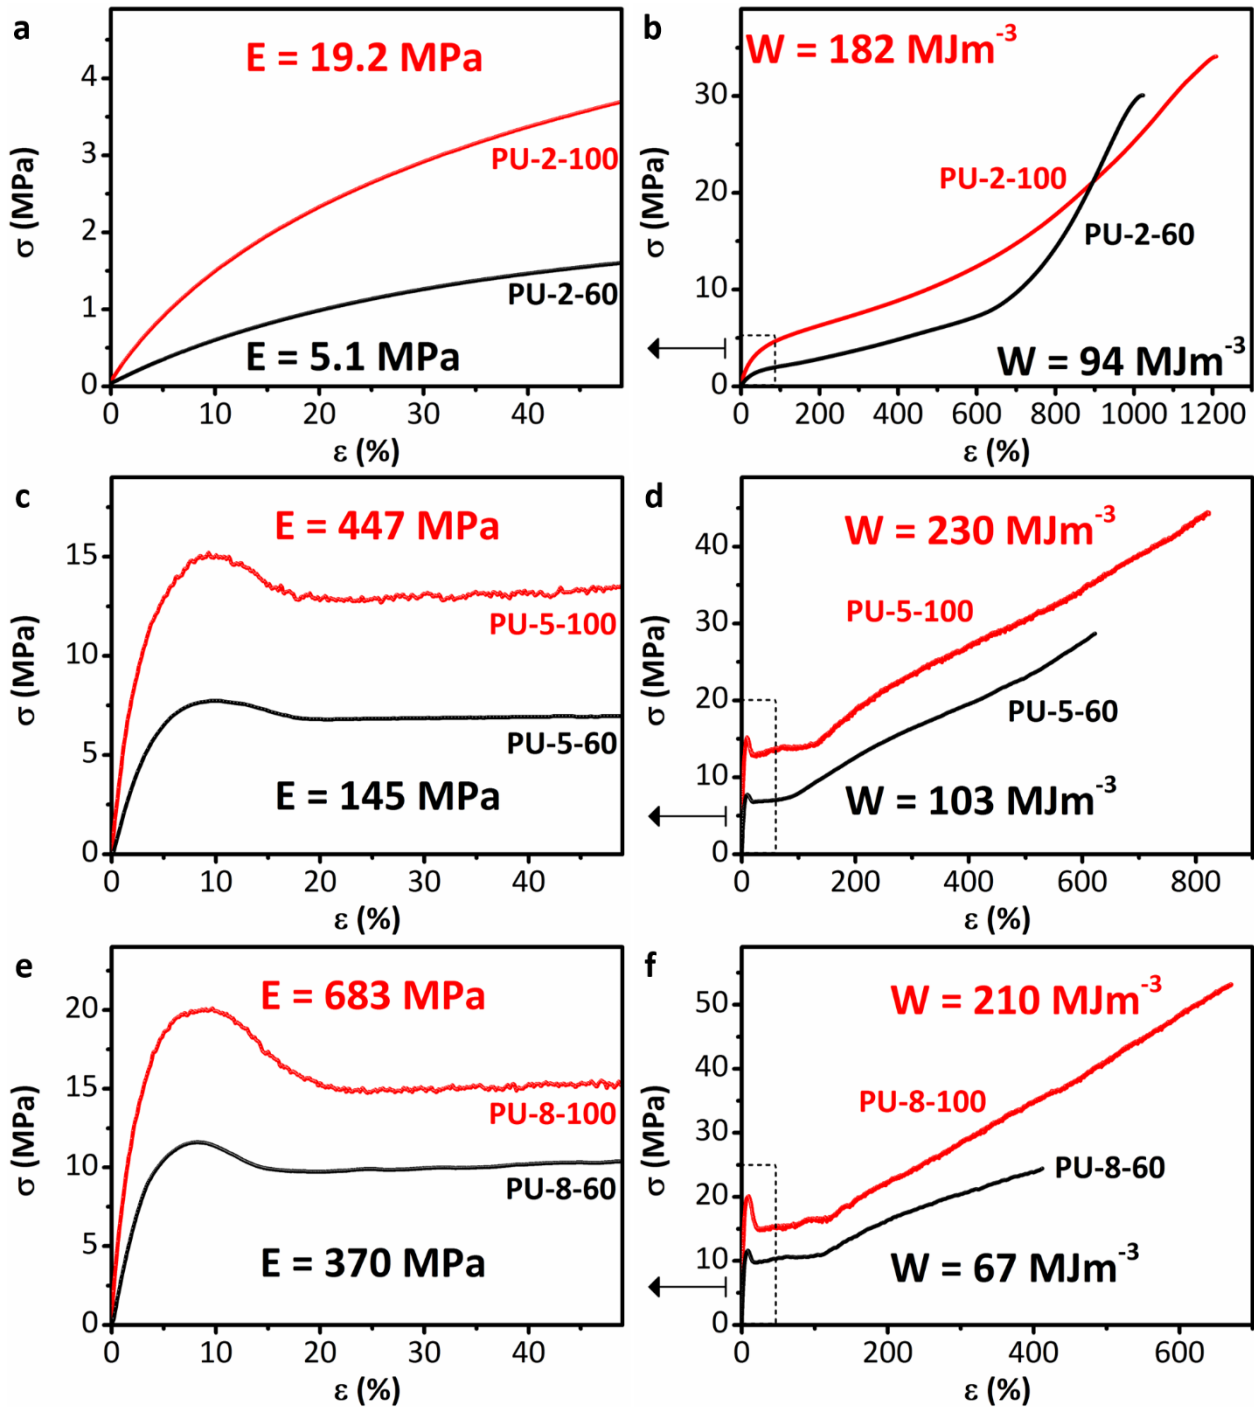 a
E = 19.2 MPa
σ (MPa)
4
3
2
1
0
PU-2-100
PU-2-60
E = 5.1 MPa
0 10 20 30 40
ε (%)
b
W = 182 MJm⁻³
σ (MPa)
30
20
10
0
PU-2-100
PU-2-60
W = 94 MJm⁻³
0 200 400 600 800 1000 1200
ε (%)
c
E = 447 MPa
σ (MPa)
15
10
5
0
PU-5-100
PU-5-60
E = 145 MPa
0 10 20 30 40
ε (%)
d
W = 230 MJm⁻³
σ (MPa)
40
30
20
10
0
PU-5-100
PU-5-60
W = 103 MJm⁻³
0 200 400 600 800
ε (%)
e
E = 683 MPa
σ (MPa)
20
15
10
5
0
PU-8-100
PU-8-60
E = 370 MPa
0 10 20 30 40
ε (%)
f
W = 210 MJm⁻³
σ (MPa)
50
40
30
20
10
0
PU-8-100
PU-8-60
W = 67 MJm⁻³
0 200 400 600
ε (%)